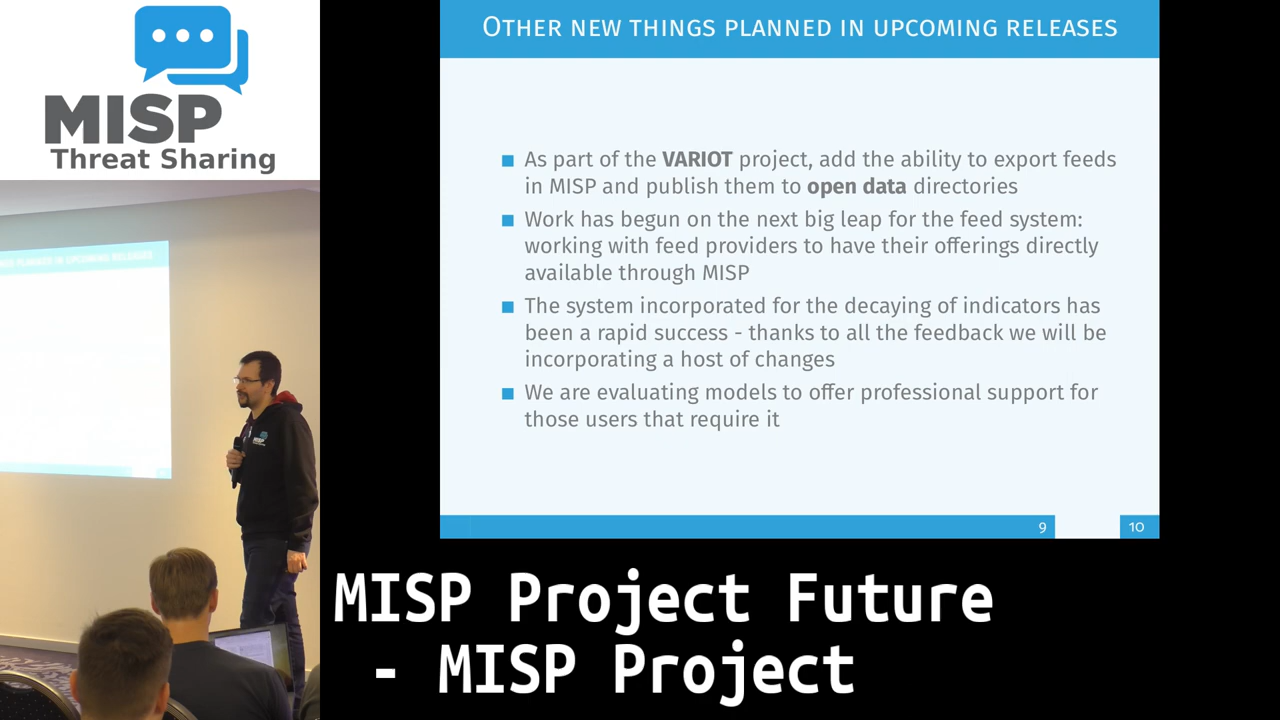 MISP
Threat Sharing
OTHER NEW THINGS PLANNED IN UPCOMING RELEASES
■ As part of the VARIOT project, add the ability to export feeds
in MISP and publish them to open data directories
■ Work has begun on the next big leap for the feed system:
working with feed providers to have their offerings directly
available through MISP
■ The system incorporated for the decaying of indicators has
been a rapid success - thanks to all the feedback we will be
incorporating a host of changes
■ We are evaluating models to offer professional support for
those users that require it
9 10
MISP
MISP Project Future
- MISP Project